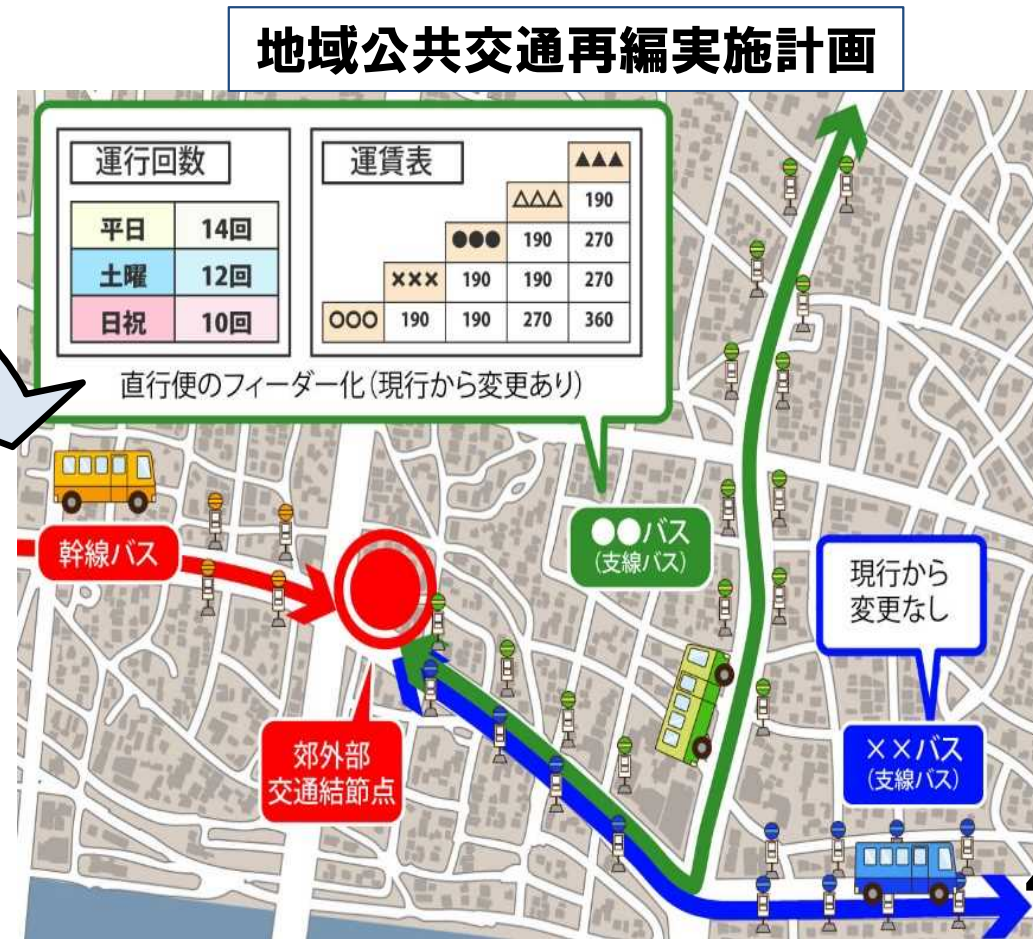 地域公共交通再編実施計画
運行回数
平日 14回
土曜 12回
日祝 10回
運賃表
▲▲▲
△△△ 190
●●● 190 270
××× 190 190 270
○○○ 190 190 270 360
直行便のフィーダー化(現行から変更あり)
幹線バス
●●バス
(支線バス)
現行から
変更なし
郊外部
交通結節点
××バス
(支線バス)